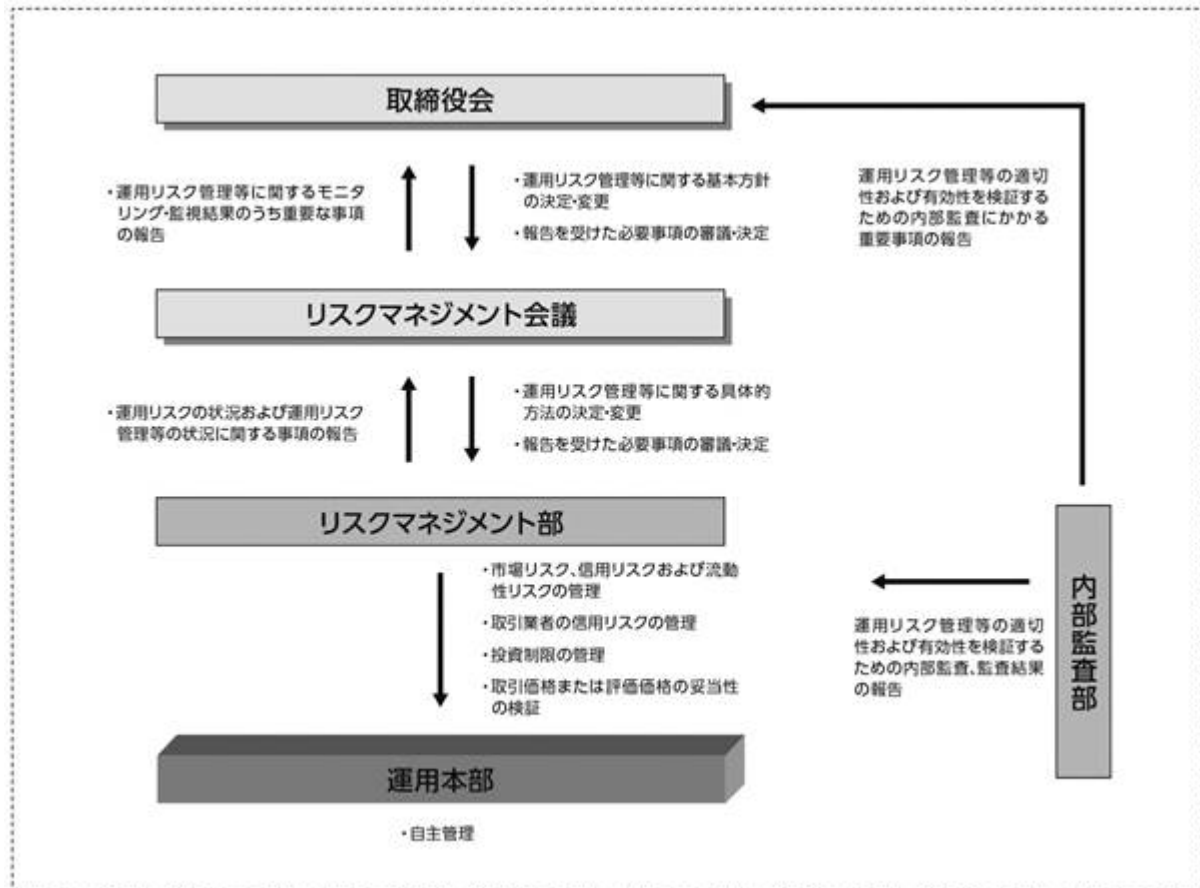 取締役会
・運用リスク管理等に関するモニタ
リング・監視結果のうち重要な事項
の報告
・運用リスク管理等に関する基本方針
の決定・変更
・報告を受けた必要事項の審議・決定
運用リスク管理等の適切
性および有効性を検証する
ための内部監査にかかる
重要事項の報告
リスクマネジメント会議
・運用リスクの状況および運用リスク
管理等の状況に関する事項の報告
・運用リスク管理等に関する具体的
方法の決定・変更
・報告を受けた必要事項の審議・決定
リスクマネジメント部
・市場リスク、信用リスクおよび流動
性リスクの管理
・取引業者の信用リスクの管理
・投資制限の管理
・取引価格または評価価格の妥当性
の検証
運用リスク管理等の適切
性および有効性を検証する
ための内部監査、監査結果
の報告
内部監査部
運用本部
・自主管理